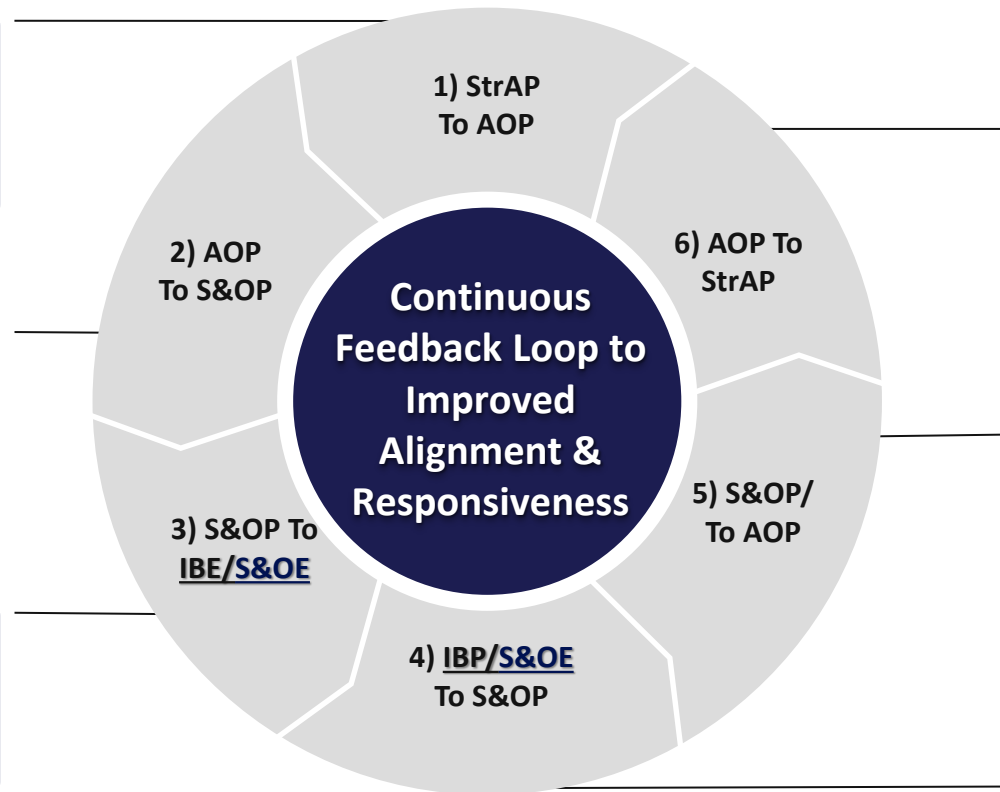 1) StrAP
To AOP
2) AOP
To S&OP
3) S&OP To
IBE/S&OE
4) IBP/S&OE
To S&OP
5) S&OP/
To AOP
6) AOP To
StrAP
Continuous
Feedback Loop to
Improved
Alignment &
Responsiveness